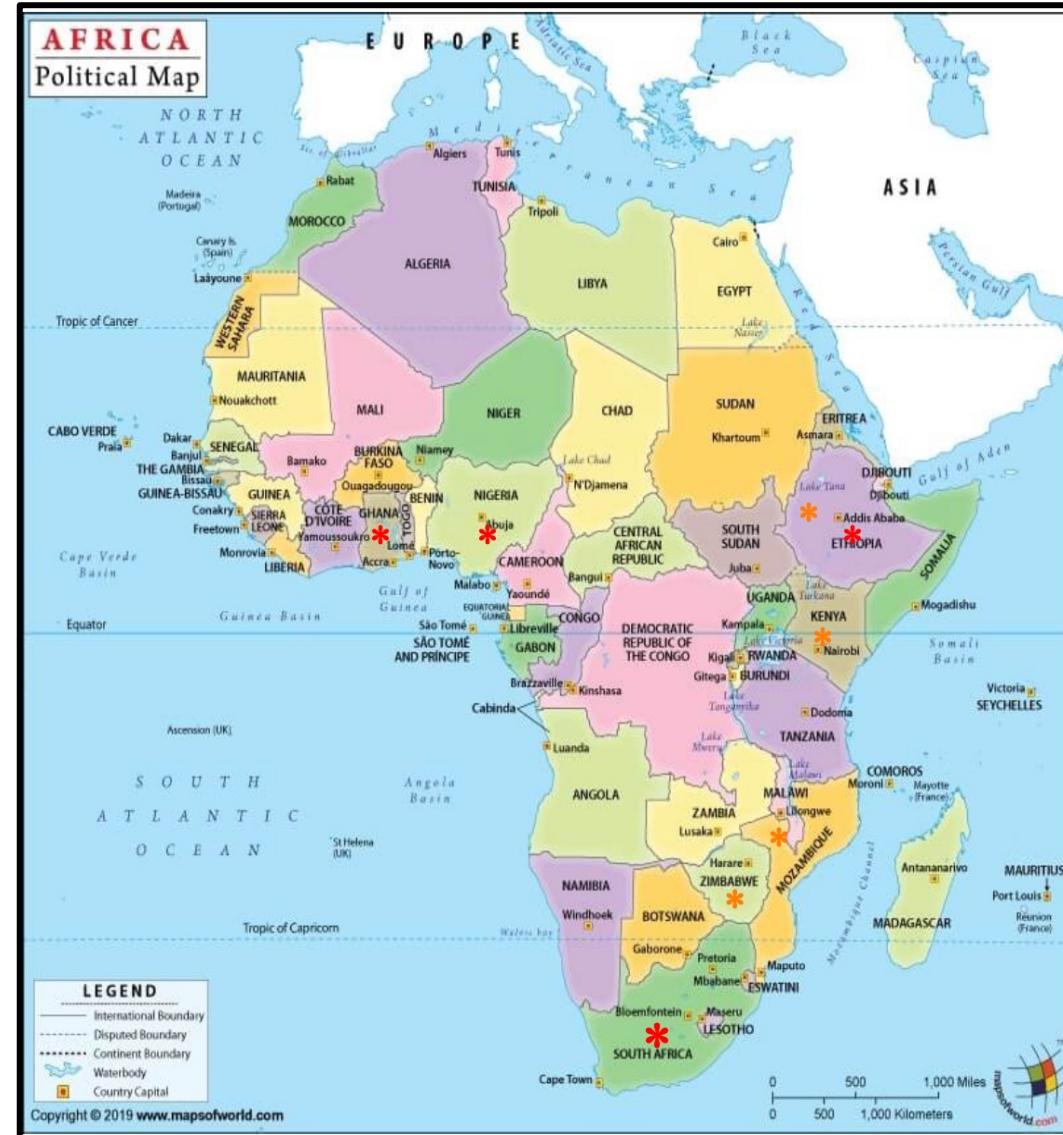 AFRICA
Political Map
EUROPE
Black
Sea
Caspian
Sea
Adriatic Sea
NORTH
ATLANTIC
OCEAN
Str. of Gibraltar
Mediterranean Sea
ASIA
Algiers
Tunis
TUNISIA
Rabat
MOROCCO
Tripoli
Madeira
(Portugal)
Canary Is.
(Spain)
Laâyoune
Cairo
Persian Gulf
ALGERIA
LIBYA
EGYPT
Red Sea
WESTERN
SAHARA
Tropic of Cancer
Lake
Nasser
MAURITANIA
Nouakchott
MALI
NIGER
CHAD
SUDAN
Khartoum
ERITREA
Asmara
CABO VERDE
Praia
Dakar
SENEGAL
Banjul
THE GAMBIA
Bissau
GUINEA-BISSAU
Bamako
BURKINA
FASO
Ouagadougou
Niamey
Lake Chad
N'Djamena
Gulf of Aden
DJIBOUTI
Djibouti
Lake Tana
GUINEA
Conakry
SIERRA
LEONE
Freetown
CÔTE
D'IVOIRE
Yamoussoukro
GHANA
TOGO
BENIN
NIGERIA
Abuja
Addis Ababa
ETHIOPIA
SOMALIA
Monrovia
LIBERIA
Accra
Lomé
Porto-
Novo
CENTRAL
AFRICAN
REPUBLIC
SOUTH
SUDAN
Juba
Cape Verde
Basin
CAMEROON
Yaoundé
Bangui
Malabo
Gulf of
Guinea
Guinea Basin
EQUATORIAL
GUINEA
UGANDA
Lake
Turkana
KENYA
Mogadishu
Equator
São Tomé
SÃO TOMÉ
AND PRÍNCIPE
Libreville
GABON
CONGO
DEMOCRATIC
REPUBLIC OF
THE CONGO
Kampala
Lake Victoria
Nairobi
Somali
Basin
Kigali
RWANDA
Gitega
BURUNDI
Brazzaville
Kinshasa
Cabinda
Lake
Tanganyika
Dodoma
TANZANIA
Victoria
SEYCHELLES
Ascension (UK)
Luanda
Lake
Mweru
Lake
Malawi
COMOROS
Moroni
Mayotte
(France)
SOUTH
ATLANTIC
OCEAN
Angola
Basin
ANGOLA
ZAMBIA
Lusaka
MALAWI
Lilongwe
MOZAMBIQUE
St Helena
(UK)
Harare
ZIMBABWE
Mozambique Channel
Antananarivo
MADAGASCAR
MAURITIUS
Port Louis
Réunion
(France)
NAMIBIA
Windhoek
BOTSWANA
Tropic of Capricorn
Gaborone
Pretoria
Mbabane
ESWATINI
Maputo
Bloemfontein
Maseru
LESOTHO
SOUTH AFRICA
Cape Town
LEGEND
International Boundary
Disputed Boundary
Continent Boundary
Waterbody
Country Capital
0 500 1,000 Miles
0 500 1,000 Kilometers
Copyright © 2019 www.mapsofworld.com
mapsofworld.com